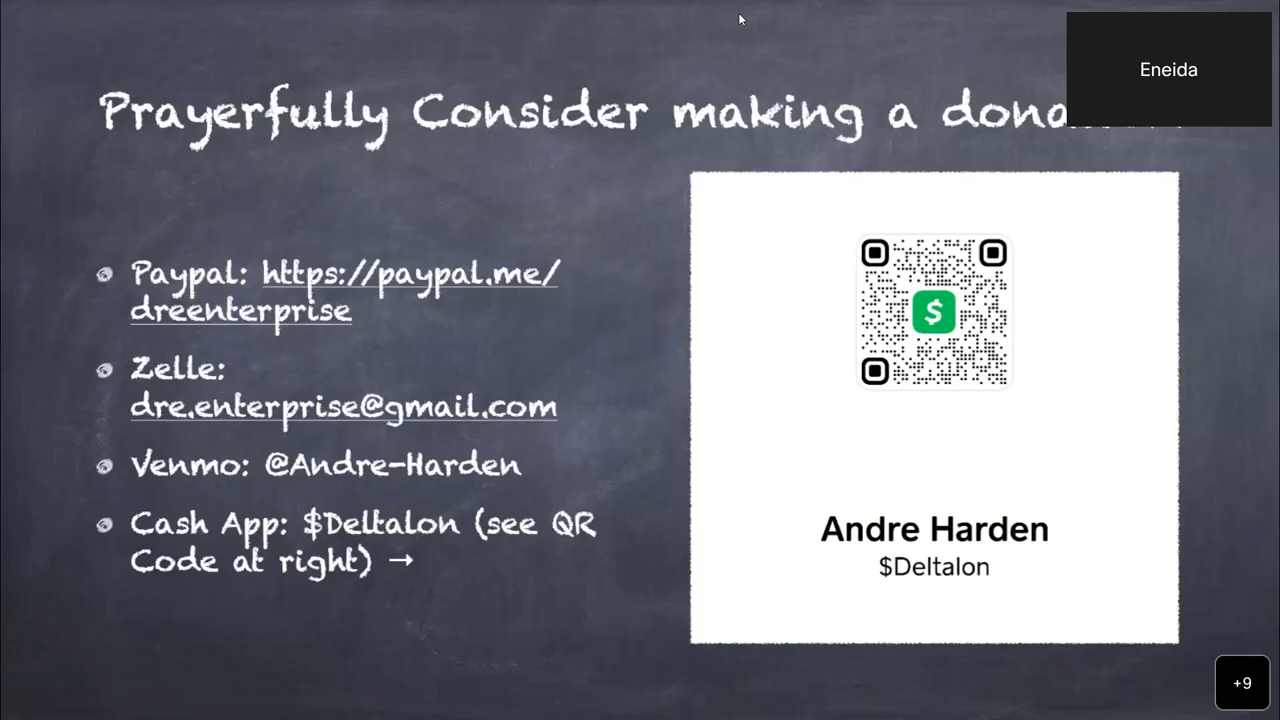 Eneida
Prayerfully Consider making a
Paypal: https://paypal.me/
dreenterprise
Zelle:
dre.enterprise@gmail.com
Venmo: @Andre-Harden
Cash App: $Deltalon (see QR
Code at right) →
$
Andre Harden
$Deltalon
+9